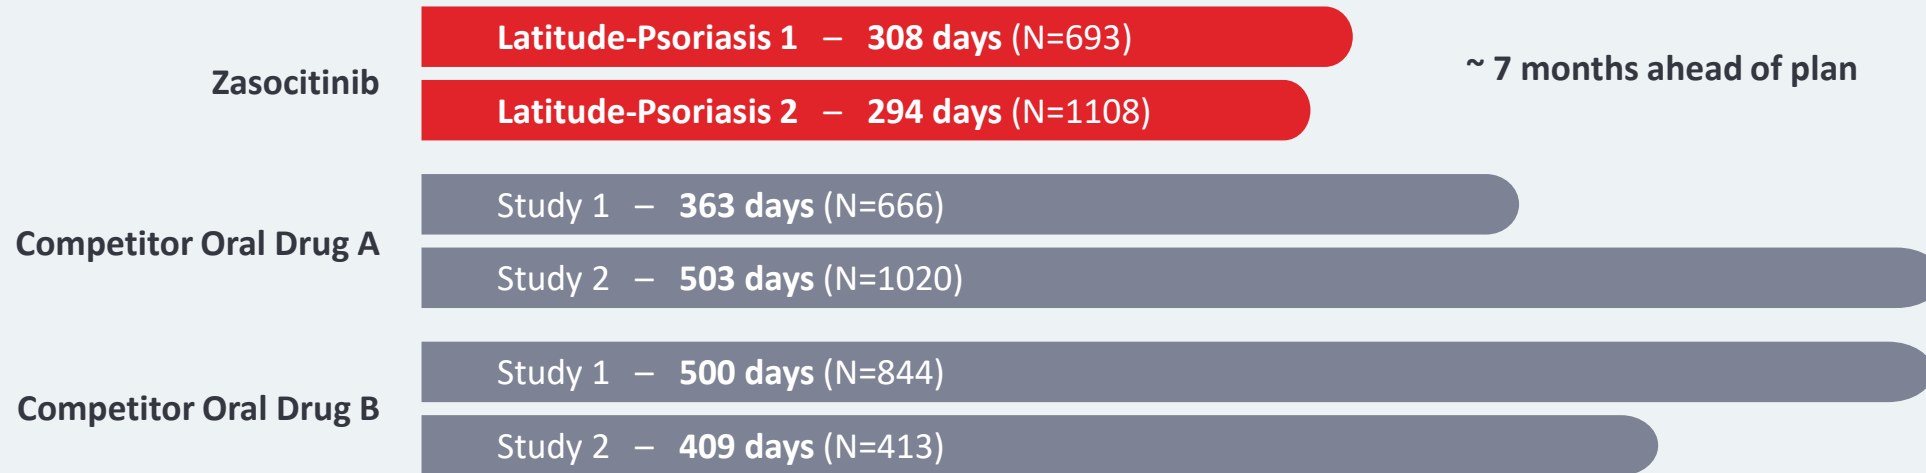 Zasocitinib
Latitude-Psoriasis 1 – 308 days (N=693)
Latitude-Psoriasis 2 – 294 days (N=1108)
~ 7 months ahead of plan
Competitor Oral Drug A
Study 1 – 363 days (N=666)
Study 2 – 503 days (N=1020)
Competitor Oral Drug B
Study 1 – 500 days (N=844)
Study 2 – 409 days (N=413)